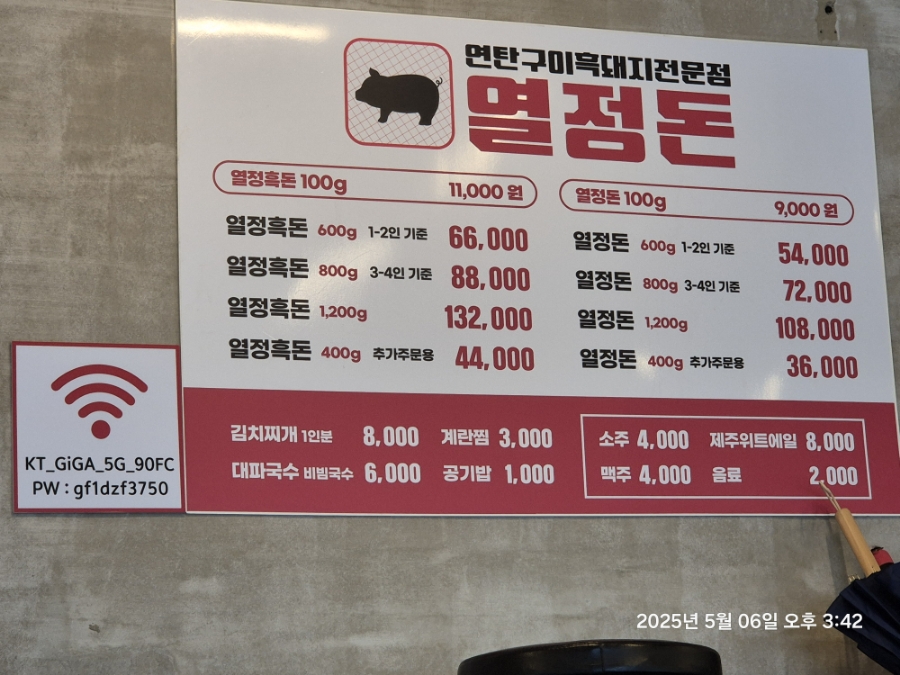 연탄구이흑돼지전문점
열정돈
열정흑돈 100g 11,000 원
열정흑돈 600g 1-2인 기준 66,000
열정흑돈 800g 3-4인 기준 88,000
열정흑돈 1,200g 132,000
열정흑돈 400g 추가주문용 44,000
열정돈 100g 9,000 원
열정돈 600g 1-2인 기준 54,000
열정돈 800g 3-4인 기준 72,000
열정돈 1,200g 108,000
열정돈 400g 추가주문용 36,000
김치찌개 1인분 8,000 계란찜 3,000
대파국수 비빔국수 6,000 공기밥 1,000
소주 4,000 제주위트에일 8,000
맥주 4,000 음료 2,000
KT_GiGA_5G_90FC
PW : gf1dzf3750
2025년 5월 06일 오후 3:42